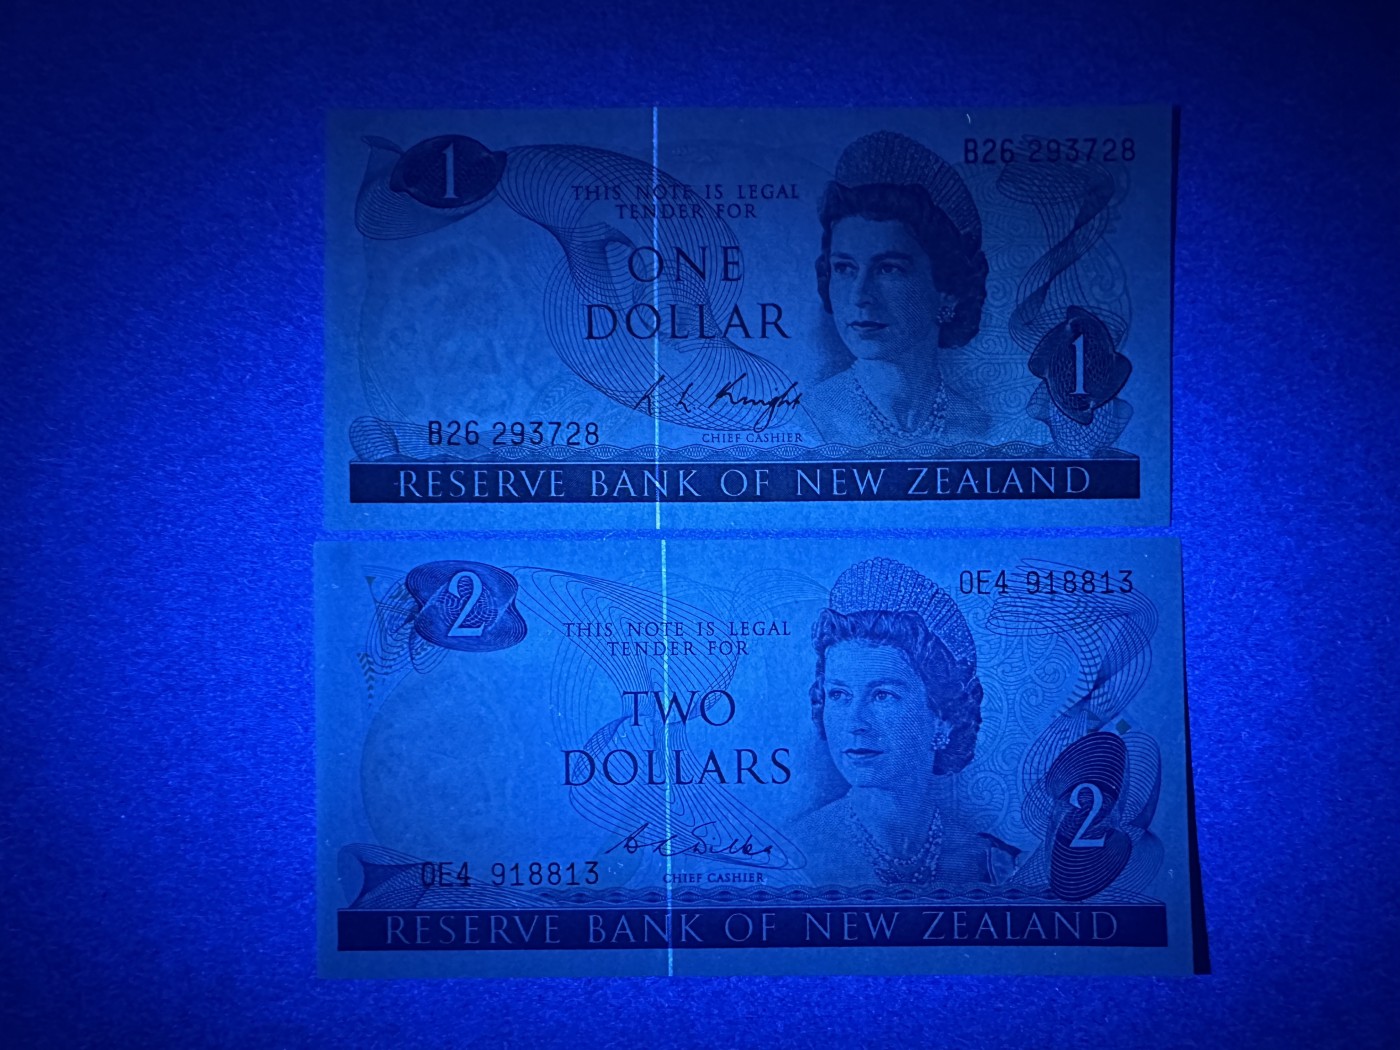 1
B26 293728
THIS NOTE IS LEGAL
TENDER FOR
ONE
DOLLAR
1
Knight
B26 293728
CHIEF CASHIER
RESERVE BANK OF NEW ZEALAND
2
0E4 918813
THIS NOTE IS LEGAL
TENDER FOR
TWO
DOLLARS
2
0E4 918813
CHIEF CASHIER
RESERVE BANK OF NEW ZEALAND